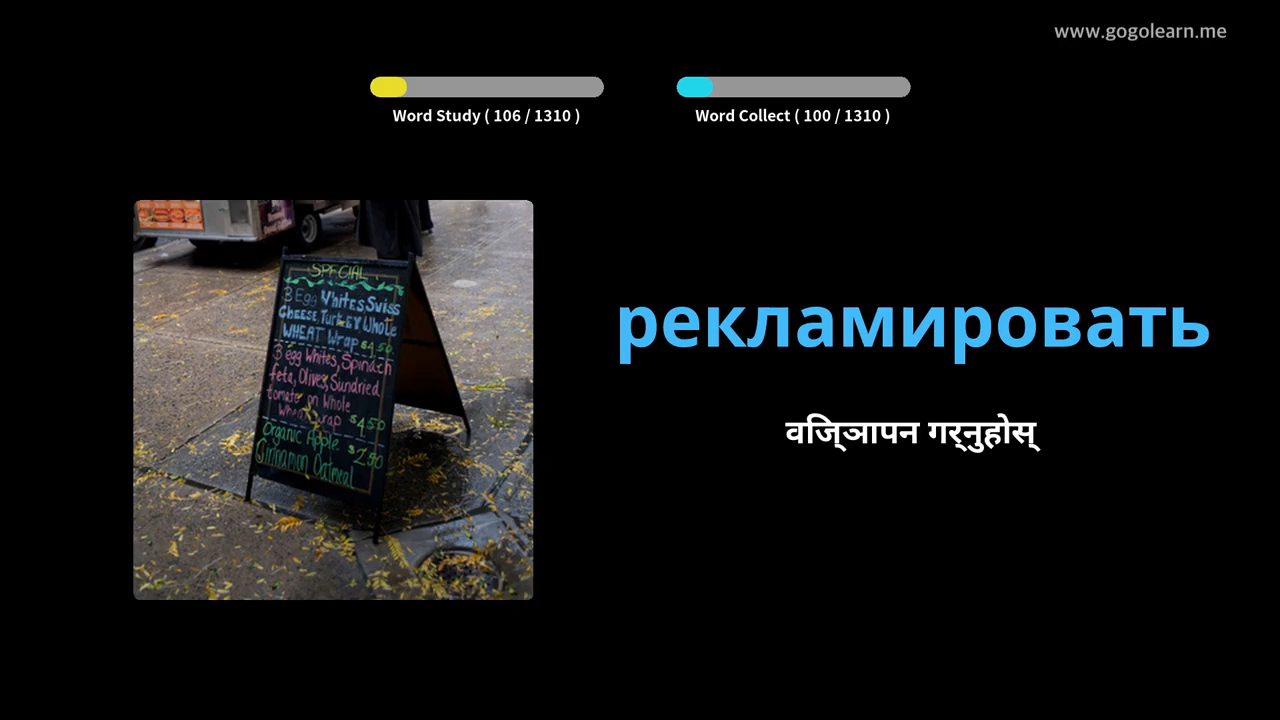 www.gogolearn.me
Word Study ( 106 / 1310 )
Word Collect ( 100 / 1310 )
SPECIAL
3 Egg Whites, Swiss
Cheese, Turkey Whole
WHEAT Wrap $4.50
3 egg Whites, Spinach
feta, Olives, Sundried
tomato on Whole
Wheat Wrap $4.50
Organic Apple
Cinnamon Oatmeal $2.50
рекламировать
विज्ञापन गर्नुहोस्